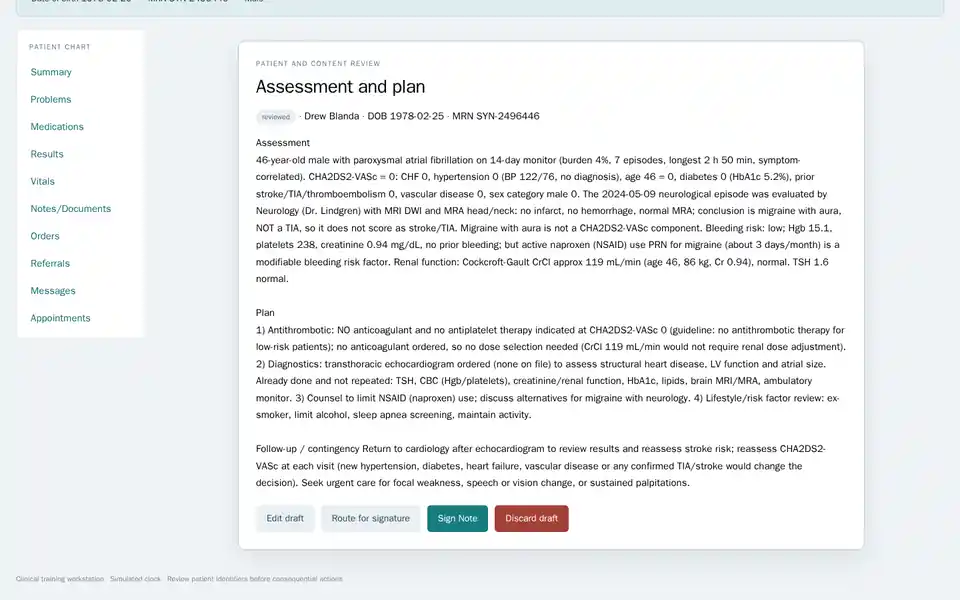 PATIENT CHART
Summary
Problems
Medications
Results
Vitals
Notes/Documents
Orders
Referrals
Messages
Appointments
PATIENT AND CONTENT REVIEW
Assessment and plan
reviewed · Drew Blanda · DOB 1978-02-25 · MRN SYN-2496446
Assessment
46-year-old male with paroxysmal atrial fibrillation on 14-day monitor (burden 4%, 7 episodes, longest 2 h 50 min, symptom-
correlated). CHA2DS2-VASc = 0: CHF 0, hypertension 0 (BP 122/76, no diagnosis), age 46 = 0, diabetes 0 (HbA1c 5.2%), prior
stroke/TIA/thromboembolism 0, vascular disease 0, sex category male 0. The 2024-05-09 neurological episode was evaluated by
Neurology (Dr. Lindgren) with MRI DWI and MRA head/neck: no infarct, no hemorrhage, normal MRA; conclusion is migraine with aura,
NOT a TIA, so it does not score as stroke/TIA. Migraine with aura is not a CHA2DS2-VASc component. Bleeding risk: low; Hgb 15.1,
platelets 238, creatinine 0.94 mg/dL, no prior bleeding; but active naproxen (NSAID) use PRN for migraine (about 3 days/month) is a
modifiable bleeding risk factor. Renal function: Cockcroft-Gault CrCl approx 119 mL/min (age 46, 86 kg, Cr 0.94), normal. TSH 1.6
normal.
Plan
1) Antithrombotic: NO anticoagulant and no antiplatelet therapy indicated at CHA2DS2-VASc 0 (guideline: no antithrombotic therapy for
low-risk patients); no anticoagulant ordered, so no dose selection needed (CrCl 119 mL/min would not require renal dose adjustment).
2) Diagnostics: transthoracic echocardiogram ordered (none on file) to assess structural heart disease, LV function and atrial size.
Already done and not repeated: TSH, CBC (Hgb/platelets), creatinine/renal function, HbA1c, lipids, brain MRI/MRA, ambulatory
monitor. 3) Counsel to limit NSAID (naproxen) use; discuss alternatives for migraine with neurology. 4) Lifestyle/risk factor review: ex-
smoker, limit alcohol, sleep apnea screening, maintain activity.
Follow-up / contingency Return to cardiology after echocardiogram to review results and reassess stroke risk; reassess CHA2DS2-
VASc at each visit (new hypertension, diabetes, heart failure, vascular disease or any confirmed TIA/stroke would change the
decision). Seek urgent care for focal weakness, speech or vision change, or sustained palpitations.
Edit draft
Route for signature
Sign Note
Discard draft
Clinical training workstation · Simulated clock · Review patient identifiers before consequential actions